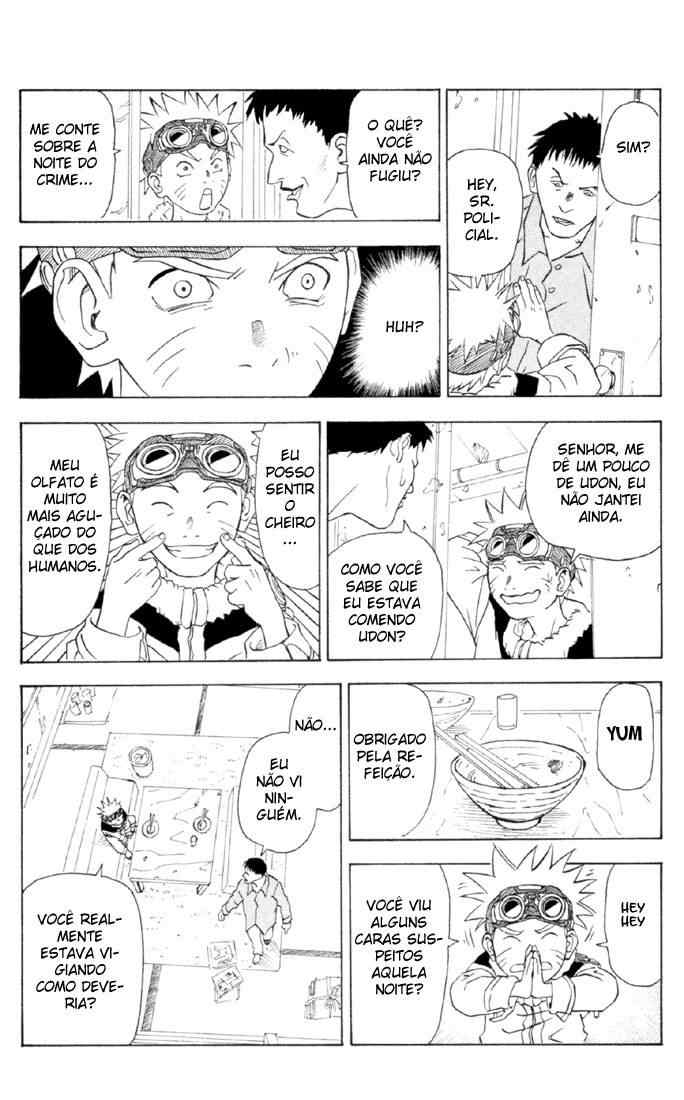 SIM?
HEY,
SR.
POLI-
CIAL.
O QUÊ?
VOCÊ
AINDA NÃO
FUGIU?
ME CONTE
SOBRE A
NOITE DO
CRIME...
HUH?
SENHOR, ME
DÊ UM POUCO
DE UDON, EU
NÃO JANTEI
AINDA.
COMO VOCÊ
SABE QUE
EU ESTAVA
COMENDO
UDON?
EU
POSSO
SENTIR
O
CHEIRO
...
MEU
OLFATO É
MUITO
MAIS AGU-
ÇADO DO
QUE DOS
HUMANOS.
YUM
OBRIGADO
PELA RE-
FEIÇÃO.
HEY
HEY
VOCÊ VIU
ALGUNS
CARAS SUS-
PEITOS
AQUELA
NOITE?
NÃO...
EU
NÃO VI
NIN-
GUÉM.
VOCÊ REAL-
MENTE
ESTAVA VI-
GIANDO
COMO DEVE-
RIA?